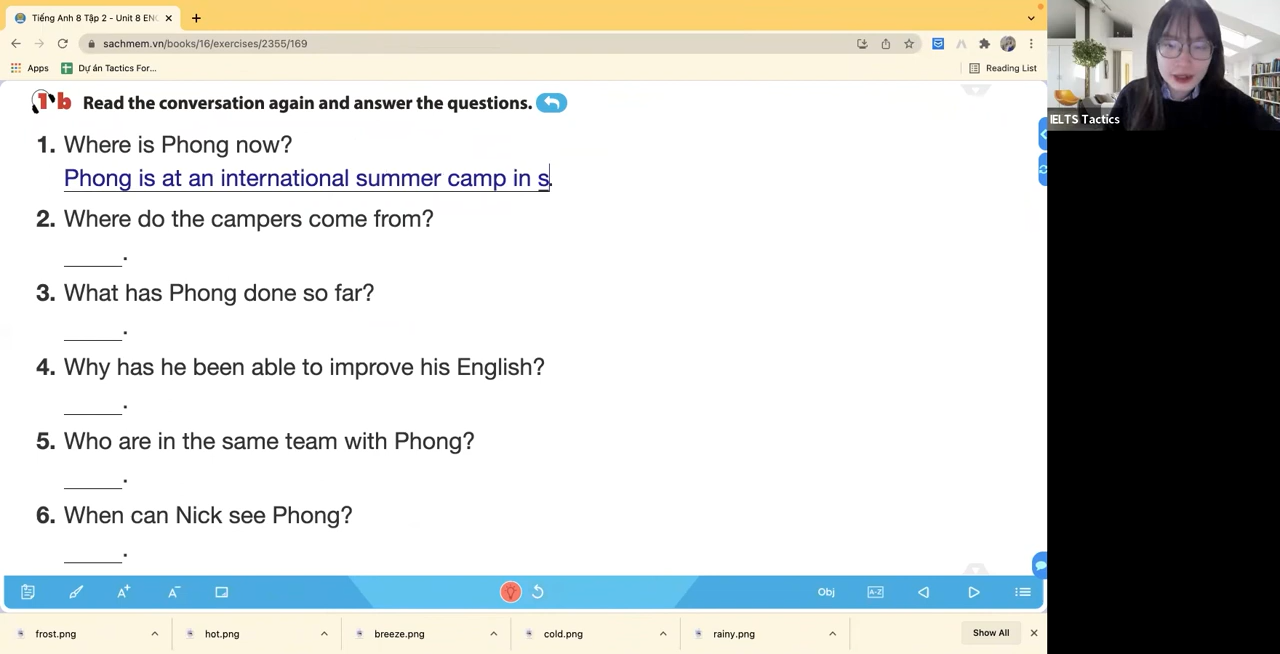 Tiếng Anh 8 Tập 2 - Unit 8 EN
sachmem.vn/books/16/exercises/2355/169
Apps
Dự án Tactics For...
Reading List
IELTS Tactics
1b Read the conversation again and answer the questions.
1. Where is Phong now?
Phong is at an international summer camp in s.
2. Where do the campers come from?
______.
3. What has Phong done so far?
______.
4. Why has he been able to improve his English?
______.
5. Who are in the same team with Phong?
______.
6. When can Nick see Phong?
______.
A+ A- Obj A-Z
frost.png hot.png breeze.png cold.png rainy.png Show All